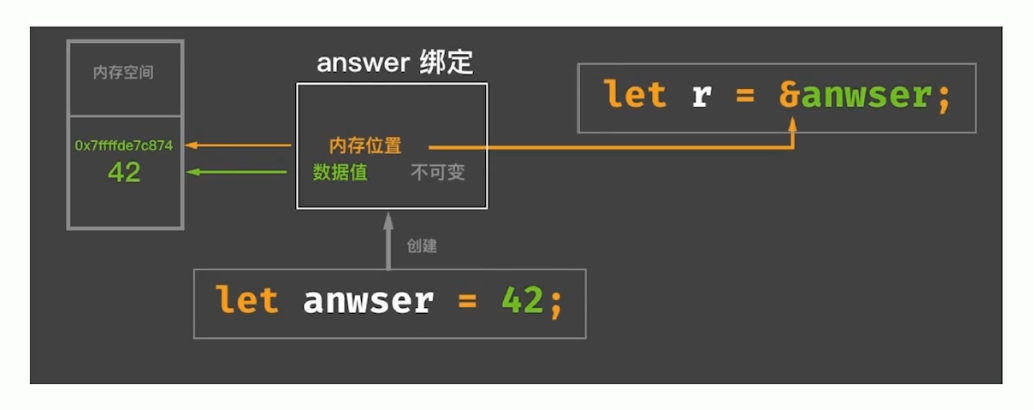 内存空间
0x7ffffde7c874
42
answer 绑定
内存位置
数据值 不可变
let r = &anwser;
创建
let anwser = 42;